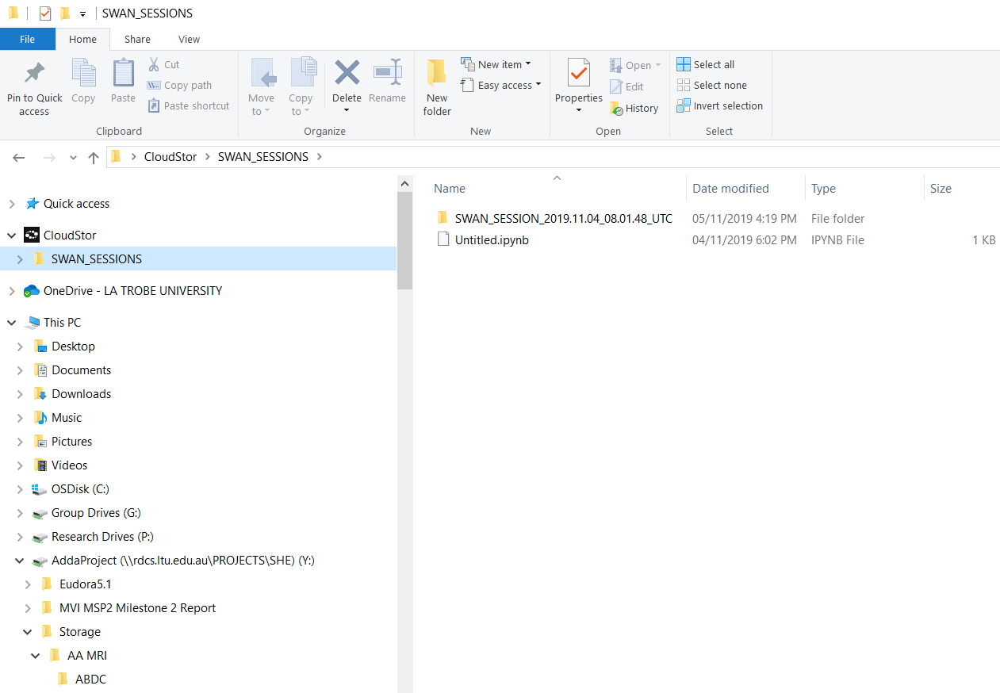 SWAN_SESSIONS
File Home Share View
Pin to Quick access
Copy
Paste
Cut
Copy path
Paste shortcut
Clipboard
Move to
Copy to
Delete
Rename
Organize
New folder
New item
Easy access
New
Properties
Open
Edit
History
Open
Select all
Select none
Invert selection
Select
CloudStor > SWAN_SESSIONS >
Quick access
CloudStor
SWAN_SESSIONS
OneDrive - LA TROBE UNIVERSITY
This PC
Desktop
Documents
Downloads
Music
Pictures
Videos
OSDisk (C:)
Group Drives (G:)
Research Drives (P:)
AddaProject (\\rdcs.ltu.edu.au\PROJECTS\SHE) (Y:)
Eudora5.1
MVI MSP2 Milestone 2 Report
Storage
AA MRI
ABDC
Name Date modified Type Size
SWAN_SESSION_2019.11.04_08.01.48_UTC 05/11/2019 4:19 PM File folder
Untitled.ipynb 04/11/2019 6:02 PM IPYNB File 1 KB